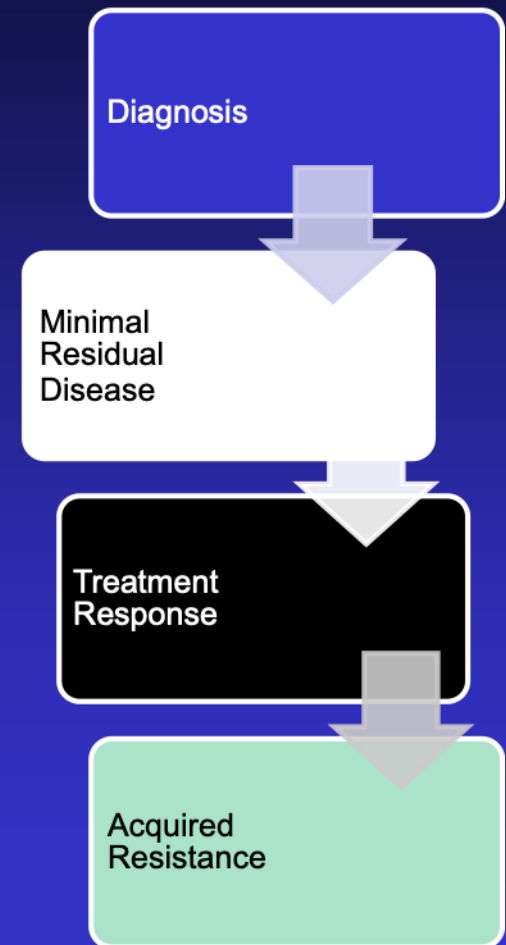 Diagnosis
Minimal
Residual
Disease
Treatment
Response
Acquired
Resistance